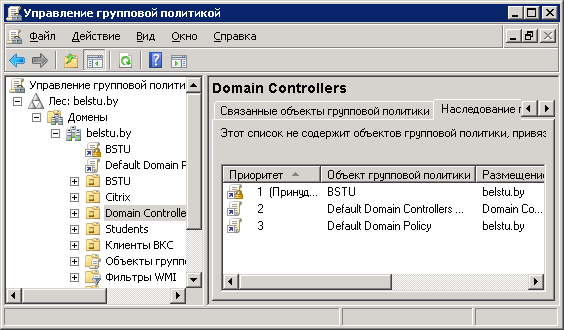 Управление групповой политикой
Файл Действие Вид Окно Справка
Управление групповой полити
Лес: belstu.by
Домены
belstu.by
BSTU
Default Domain P
BSTU
Citrix
Domain Controlle
Students
Клиенты ВКС
Объекты группе
Фильтры WMI
Domain Controllers
Связанные объекты групповой политики Наследование г
Этот список не содержит объектов групповой политики, привяз
Приоритет Объект групповой политики Размещение
1 (Принуд... BSTU belstu.by
2 Default Domain Controllers ... Domain Co...
3 Default Domain Policy belstu.by